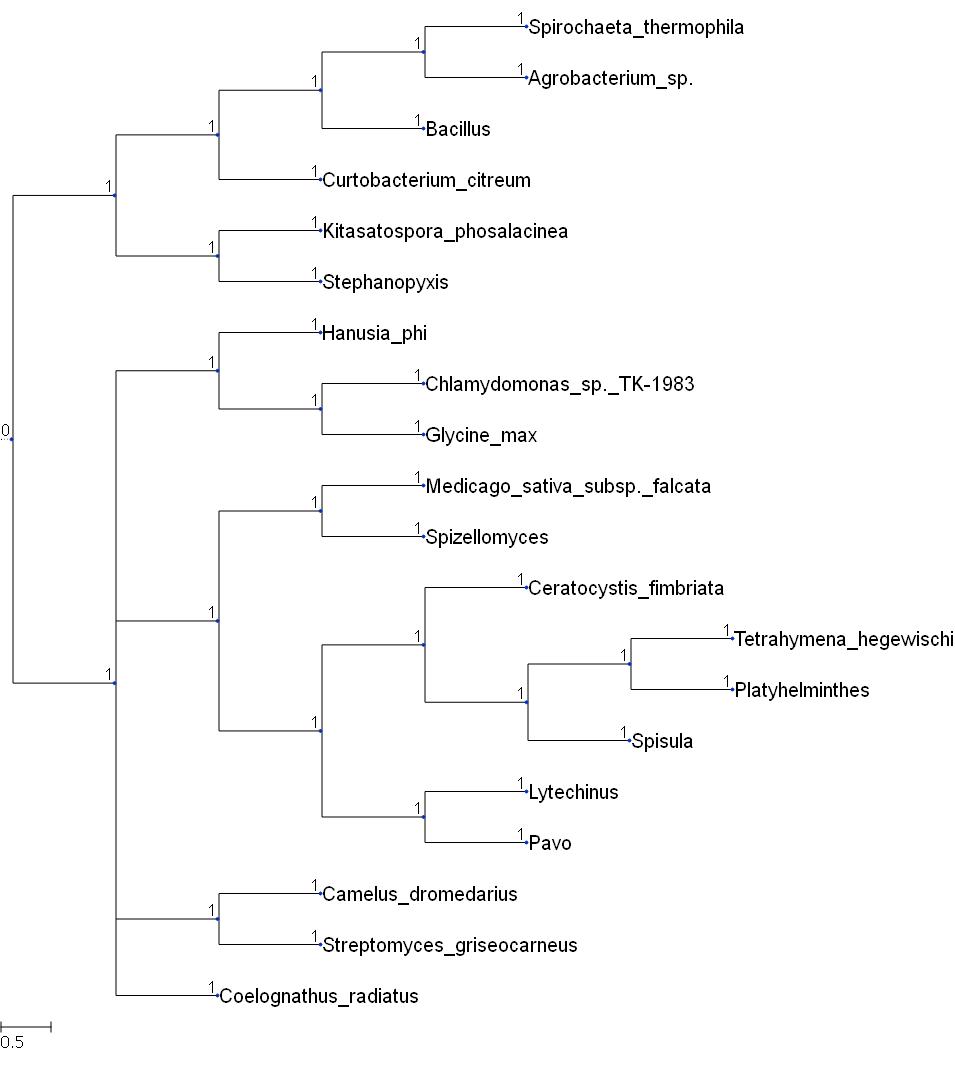 1 Spirochaeta_thermophila
1
1 Agrobacterium_sp.
1
1 Bacillus
1
1 Curtobacterium_citreum
1
1 Kitasatospora_phosalacinea
1
1 Stephanopyxis
1 Hanusia_phi
1
1 Chlamydomonas_sp._TK-1983
1
1 Glycine_max
0
1 Medicago_sativa_subsp._falcata
1
1 Spizellomyces
1 Ceratocystis_fimbriata
1
1 Tetrahymena_hegewischi
1
1
1 Platyhelminthes
1
1
1 Spisula
1
1 Lytechinus
1
1 Pavo
1 Camelus_dromedarius
1
1 Streptomyces_griseocarneus
1 Coelognathus_radiatus
0.5